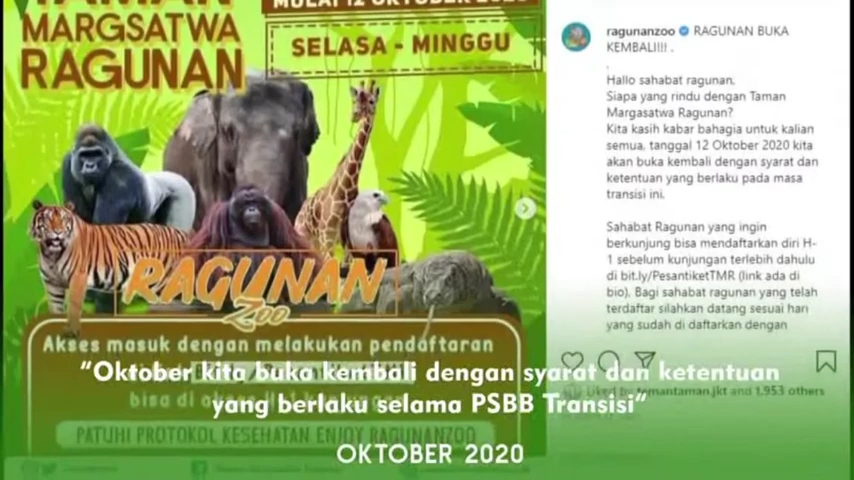 TAMAN
MARGSATWA
RAGUNAN
MULAI 12 OKTOBER 2020
SELASA - MINGGU
RAGUNAN
Zoo
Akses masuk dengan melakukan pendaftaran
bisa di akses
PATUHI PROTOKOL KESEHATAN ENJOY RAGUNANZOO
ragunanzoo RAGUNAN BUKA
KEMBALI!!! .
.
Hallo sahabat ragunan,
Siapa yang rindu dengan Taman
Margasatwa Ragunan?
Kita kasih kabar bahagia untuk kalian
semua, tanggal 12 Oktober 2020 kita
akan buka kembali dengan syarat dan
ketentuan yang berlaku pada masa
transisi ini.
Sahabat Ragunan yang ingin
berkunjung bisa mendaftarkan diri H-
1 sebelum kunjungan terlebih dahulu
di bit.ly/PesantiketTMR (link ada di
bio). Bagi sahabat ragunan yang telah
terdaftar silahkan datang sesuai hari
yang sudah di daftarkan dengan
Liked by temantaman.jkt and 1,953 others
"Oktober kita buka kembali dengan syarat dan ketentuan
yang berlaku selama PSBB Transisi"
OKTOBER 2020